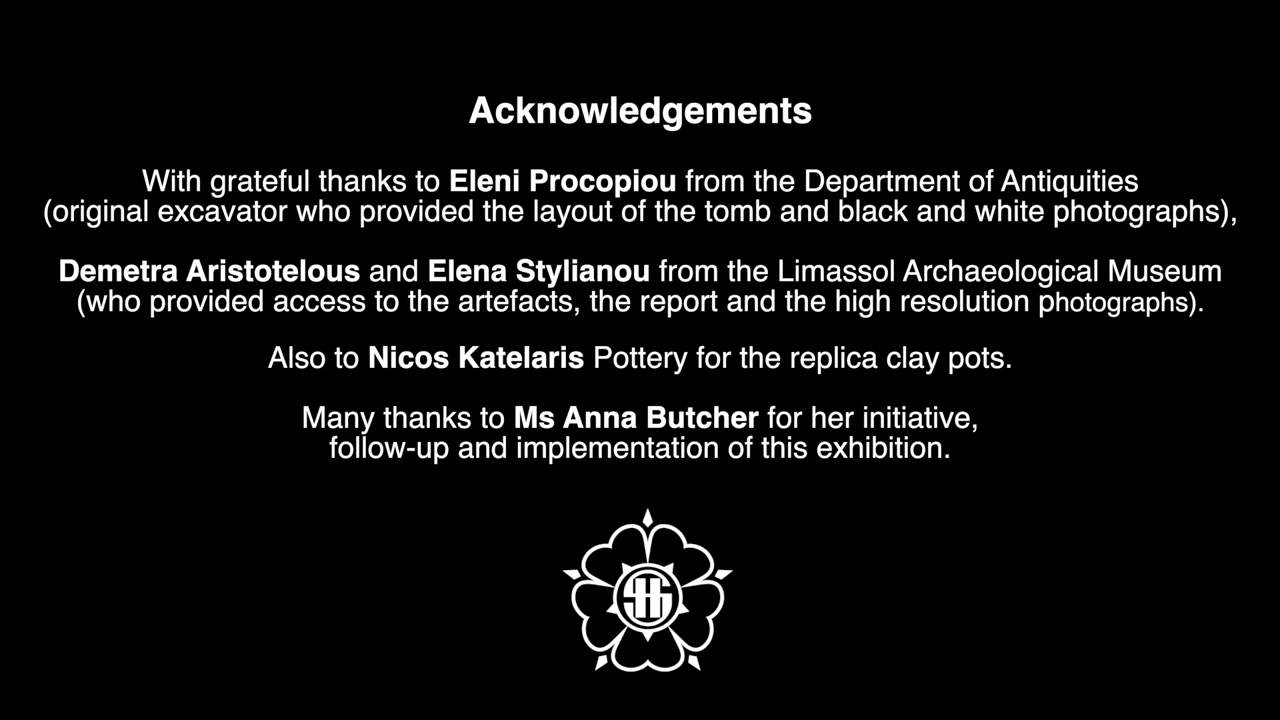 Acknowledgements
With grateful thanks to Eleni Procopiou from the Department of Antiquities
(original excavator who provided the layout of the tomb and black and white photographs),
Demetra Aristotelous and Elena Stylianou from the Limassol Archaeological Museum
(who provided access to the artefacts, the report and the high resolution photographs).
Also to Nicos Katelaris Pottery for the replica clay pots.
Many thanks to Ms Anna Butcher for her initiative,
follow-up and implementation of this exhibition.